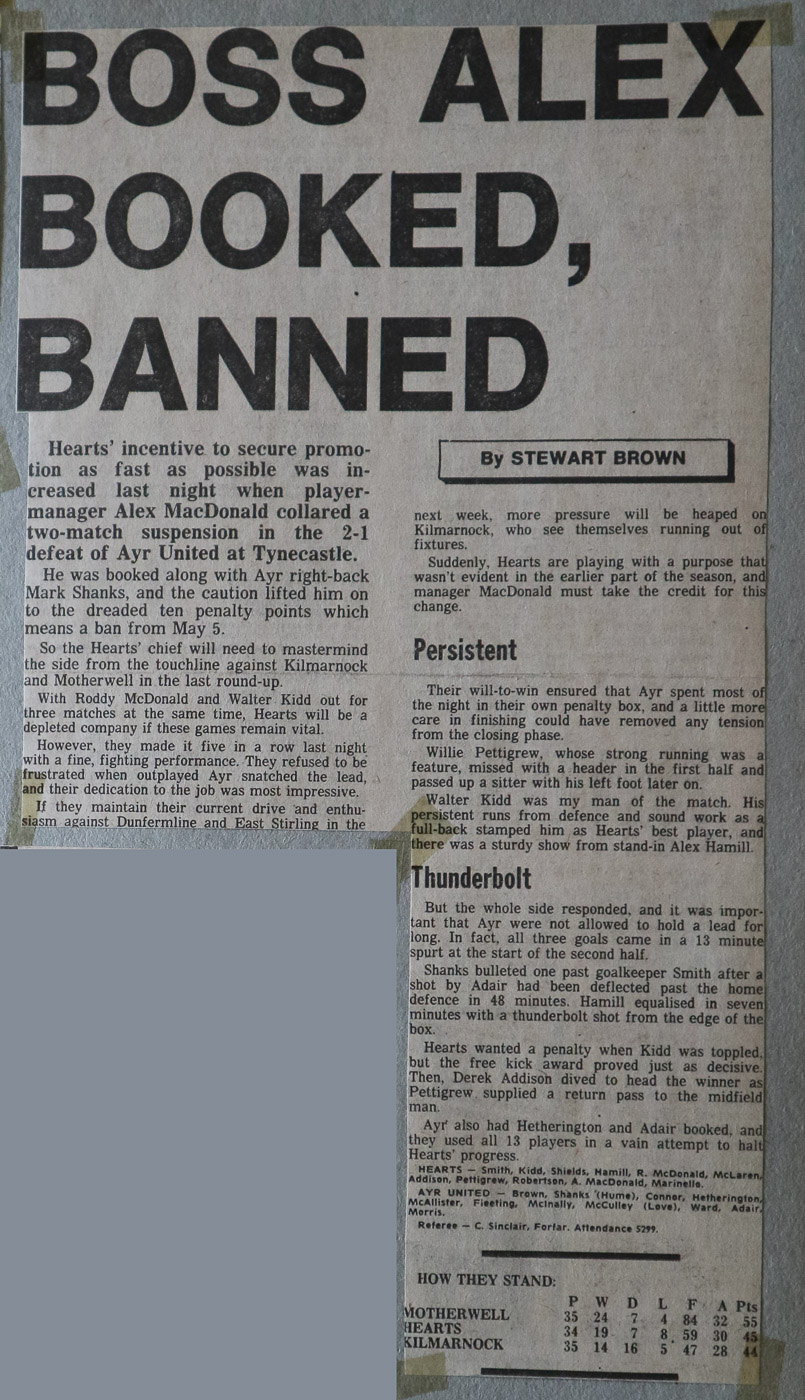 BOSS ALEX
BOOKED,
BANNED
Hearts' incentive to secure promo-
tion as fast as possible was in-
creased last night when player-
manager Alex MacDonald collared a
two-match suspension in the 2-1
defeat of Ayr United at Tynecastle.
He was booked along with Ayr right-back
Mark Shanks, and the caution lifted him on
to the dreaded ten penalty points which
means a ban from May 5.
So the Hearts' chief will need to mastermind
the side from the touchline against Kilmarnock
and Motherwell in the last round-up.
With Roddy McDonald and Walter Kidd out for
three matches at the same time, Hearts will be a
depleted company if these games remain vital.
However, they made it five in a row last night
with a fine, fighting performance. They refused to be
frustrated when outplayed Ayr snatched the lead,
and their dedication to the job was most impressive.
If they maintain their current drive and enthu-
siasm against Dunfermline and East Stirling in the
By STEWART BROWN
next week, more pressure will be heaped on
Kilmarnock, who see themselves running out of
fixtures.
Suddenly, Hearts are playing with a purpose that
wasn't evident in the earlier part of the season, and
manager MacDonald must take the credit for this
change.
Persistent
Their will-to-win ensured that Ayr spent most of
the night in their own penalty box, and a little more
care in finishing could have removed any tension
from the closing phase.
Willie Pettigrew, whose strong running was a
feature, missed with a header in the first half and
passed up a sitter with his left foot later on.
Walter Kidd was my man of the match. His
persistent runs from defence and sound work as a
full-back stamped him as Hearts' best player, and
there was a sturdy show from stand-in Alex Hamill.
Thunderbolt
But the whole side responded, and it was impor-
tant that Ayr were not allowed to hold a lead for
long. In fact, all three goals came in a 13 minute
spurt at the start of the second half.
Shanks bulleted one past goalkeeper Smith after a
shot by Adair had been deflected past the home
defence in 48 minutes. Hamill equalised in seven
minutes with a thunderbolt shot from the edge of the
box.
Hearts wanted a penalty when Kidd was toppled,
but the free kick award proved just as decisive.
Then, Derek Addison dived to head the winner as
Pettigrew supplied a return pass to the midfield
man.
Ayr also had Hetherington and Adair booked, and
they used all 13 players in a vain attempt to halt
Hearts' progress.
HEARTS — Smith, Kidd, Shields, Hamill, R. McDonald, McLaren,
Addison, Pettigrew, Robertson, A. MacDonald, Marinello.
AYR UNITED — Brown, Shanks (Hume), Connor, Hetherington,
McAllister, Fleeting, McInally, McCulley (Love), Ward, Adair,
Morris.
Referee — C. Sinclair, Forfar. Attendance 5299.
HOW THEY STAND:
P W D L F A Pts
MOTHERWELL 35 24 7 4 84 32 55
HEARTS 34 19 7 8 59 30 45
KILMARNOCK 35 14 16 5 47 28 44